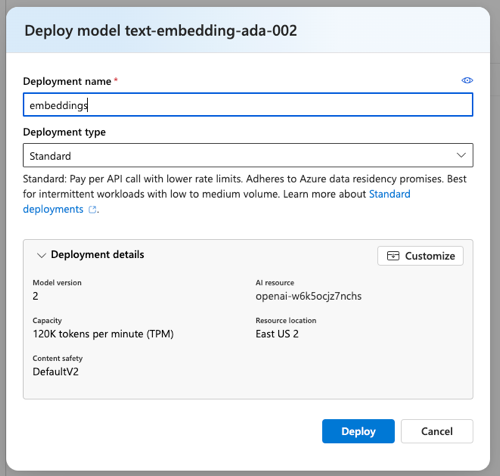 Deploy model text-embedding-ada-002
Deployment name *
embeddings
Deployment type
Standard
Standard: Pay per API call with lower rate limits. Adheres to Azure data residency promises. Best
for intermittent workloads with low to medium volume. Learn more about Standard
deployments.
Deployment details
Customize
Model version
2
AI resource
openai-w6k5ocjz7nchs
Capacity
120K tokens per minute (TPM)
Resource location
East US 2
Content safety
DefaultV2
Deploy
Cancel